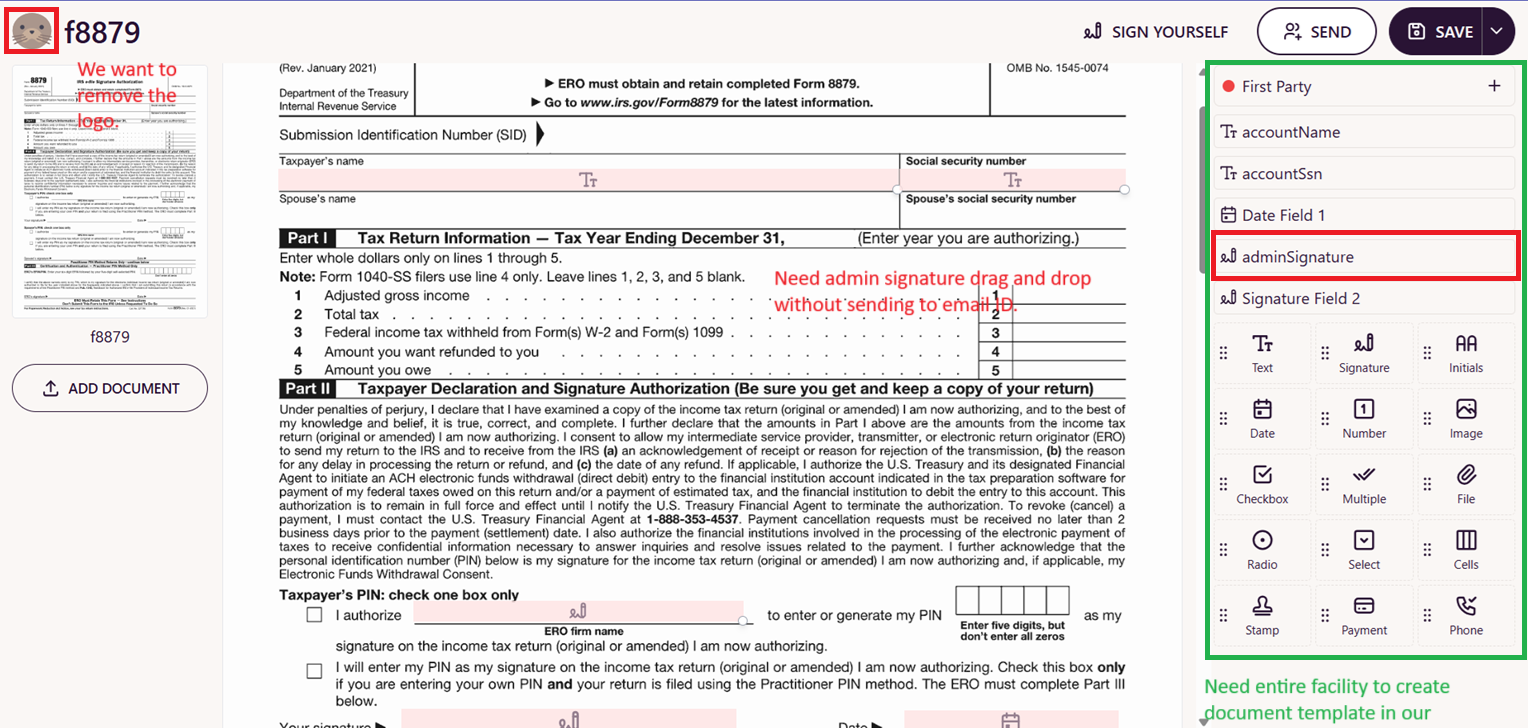 f8879
SIGN YOURSELF
SEND
SAVE
We want to
remove the
logo.
8879
f8879
ADD DOCUMENT
(Rev. January 2021)
Department of the Treasury
Internal Revenue Service
▶ ERO must obtain and retain completed Form 8879.
▶ Go to www.irs.gov/Form8879 for the latest information.
OMB No. 1545-0074
Submission Identification Number (SID)
Taxpayer's name
Social security number
Spouse's name
Spouse's social security number
Part I Tax Return Information — Tax Year Ending December 31, (Enter year you are authorizing.)
Enter whole dollars only on lines 1 through 5.
Note: Form 1040-SS filers use line 4 only. Leave lines 1, 2, 3, and 5 blank.
Need admin signature drag and drop
without sending to email ID.
1 Adjusted gross income . . . . . . . . . . . . . . . . . . . . 1
2 Total tax . . . . . . . . . . . . . . . . . . . . . . . . 2
3 Federal income tax withheld from Form(s) W-2 and Form(s) 1099 . . . . . . . . . . 3
4 Amount you want refunded to you . . . . . . . . . . . . . . . . . 4
5 Amount you owe . . . . . . . . . . . . . . . . . . . . . . 5
Part II Taxpayer Declaration and Signature Authorization (Be sure you get and keep a copy of your return)
Under penalties of perjury, I declare that I have examined a copy of the income tax return (original or amended) I am now authorizing, and to the best of
my knowledge and belief, it is true, correct, and complete. I further declare that the amounts in Part I above are the amounts from the income tax
return (original or amended) I am now authorizing. I consent to allow my intermediate service provider, transmitter, or electronic return originator (ERO)
to send my return to the IRS and to receive from the IRS (a) an acknowledgement of receipt or reason for rejection of the transmission, (b) the reason
for any delay in processing the return or refund, and (c) the date of any refund. If applicable, I authorize the U.S. Treasury and its designated Financial
Agent to initiate an ACH electronic funds withdrawal (direct debit) entry to the financial institution account indicated in the tax preparation software for
payment of my federal taxes owed on this return and/or a payment of estimated tax, and the financial institution to debit the entry to this account. This
authorization is to remain in full force and effect until I notify the U.S. Treasury Financial Agent to terminate the authorization. To revoke (cancel) a
payment, I must contact the U.S. Treasury Financial Agent at 1-888-353-4537. Payment cancellation requests must be received no later than 2
business days prior to the payment (settlement) date. I also authorize the financial institutions involved in the processing of the electronic payment of
taxes to receive confidential information necessary to answer inquiries and resolve issues related to the payment. I further acknowledge that the
personal identification number (PIN) below is my signature for the income tax return (original or amended) I am now authorizing and, if applicable, my
Electronic Funds Withdrawal Consent.
Taxpayer's PIN: check one box only
I authorize
ERO firm name
to enter or generate my PIN
Enter five digits, but
don't enter all zeros
as my
signature on the income tax return (original or amended) I am now authorizing.
I will enter my PIN as my signature on the income tax return (original or amended) I am now authorizing. Check this box only
if you are entering your own PIN and your return is filed using the Practitioner PIN method. The ERO must complete Part III
below.
Your signature ▶
Date ▶
First Party
accountName
accountSsn
Date Field 1
adminSignature
Signature Field 2
Text
Signature
Initials
Date
Number
Image
Checkbox
Multiple
File
Radio
Select
Cells
Stamp
Payment
Phone
Need entire facility to create
document template in our